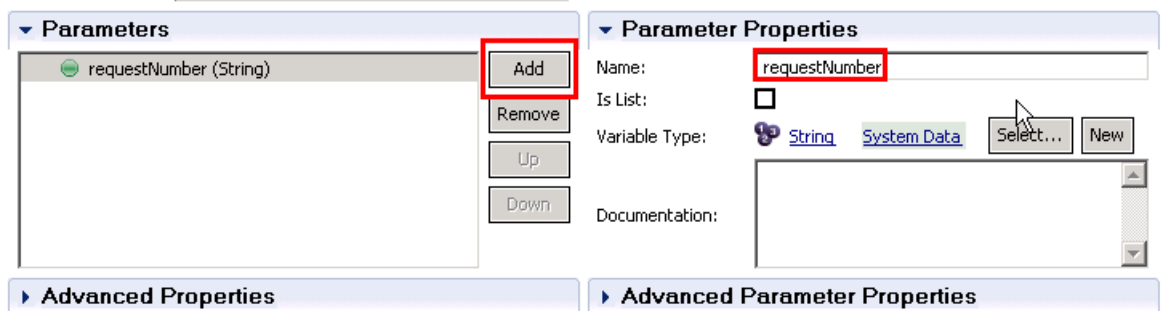 Parameters
requestNumber (String)
Add
Remove
Up
Down
Advanced Properties
Parameter Properties
Name: requestNumber
Is List:
Variable Type: String System Data Select... New
Documentation:
Advanced Parameter Properties